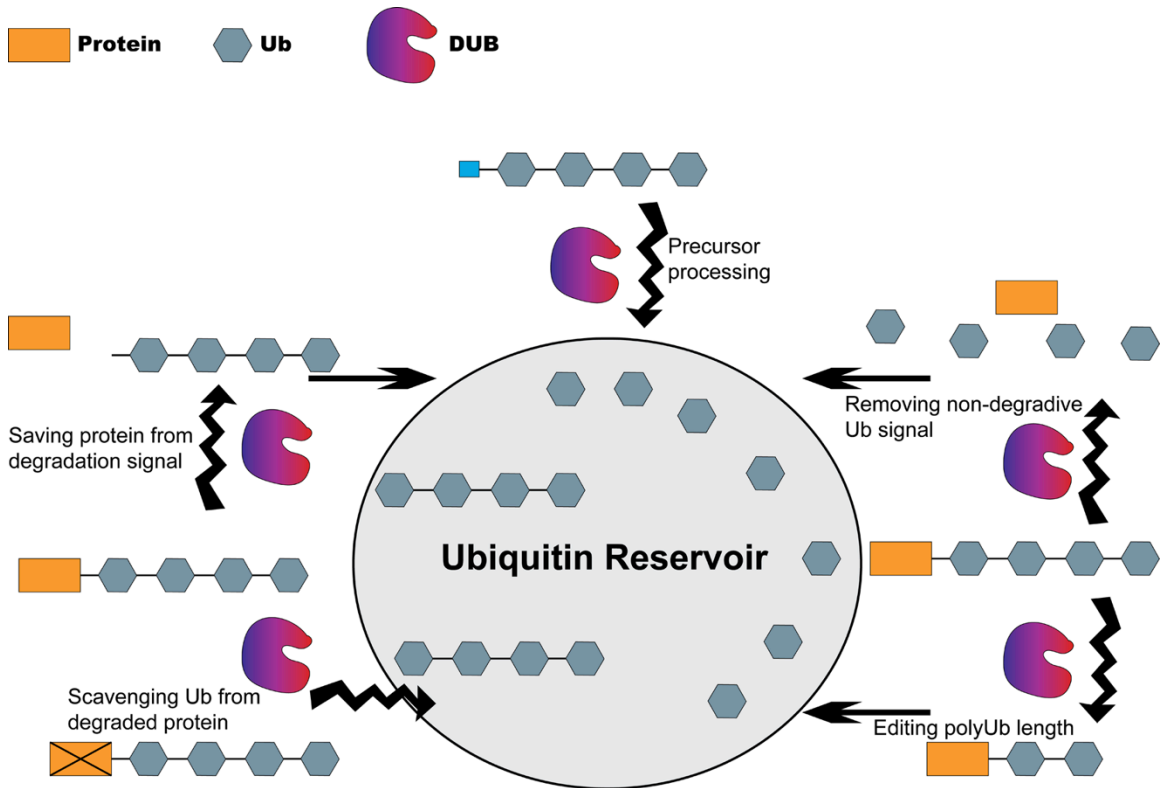 Protein
Ub
DUB
Precursor
processing
Saving protein from
degradation signal
Removing non-degradive
Ub signal
Ubiquitin Reservoir
Scavenging Ub from
degraded protein
Editing polyUb length